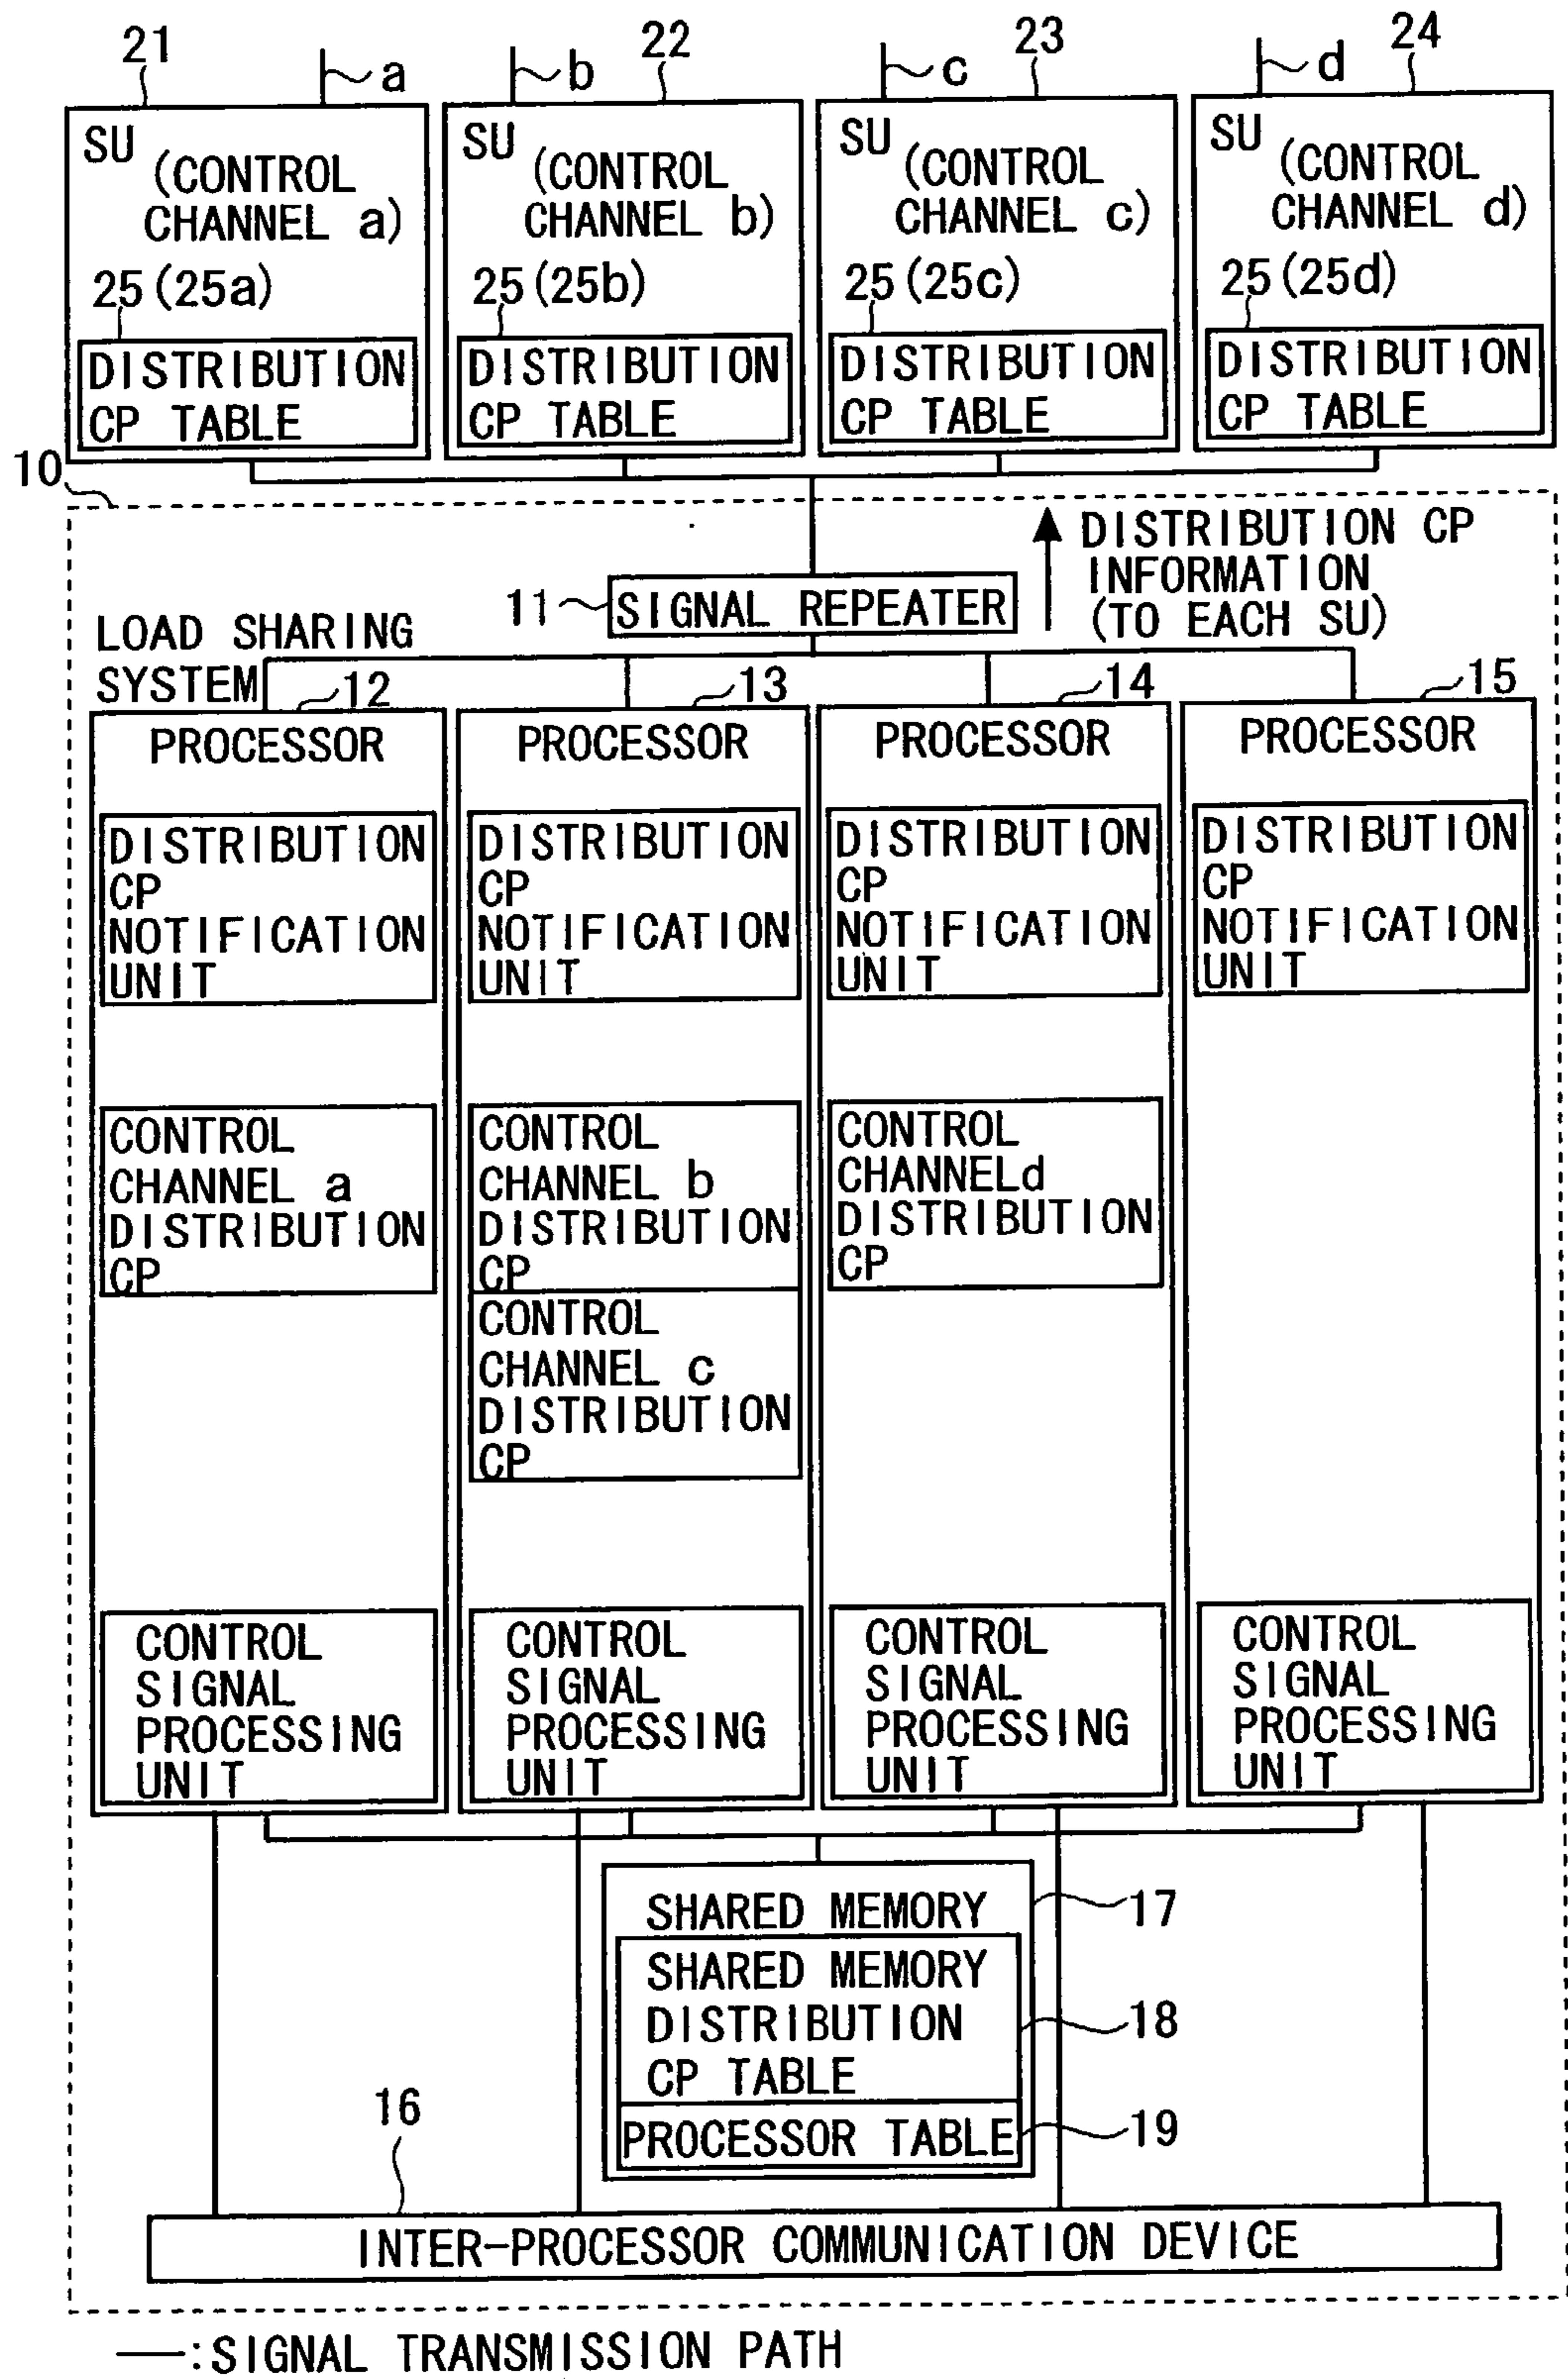 21
a
b
22
c
23
d
24
SU
(CONTROL
CHANNEL a)
25(25a)
DISTRIBUTION
CP TABLE
SU
(CONTROL
CHANNEL b)
25(25b)
DISTRIBUTION
CP TABLE
SU
(CONTROL
CHANNEL c)
25(25c)
DISTRIBUTION
CP TABLE
SU
(CONTROL
CHANNEL d)
25(25d)
DISTRIBUTION
CP TABLE
10
DISTRIBUTION CP
INFORMATION
(TO EACH SU)
11
SIGNAL REPEATER
LOAD SHARING
SYSTEM
12
13
14
15
PROCESSOR
DISTRIBUTION
CP
NOTIFICATION
UNIT
CONTROL
CHANNEL a
DISTRIBUTION
CP
CONTROL
SIGNAL
PROCESSING
UNIT
PROCESSOR
DISTRIBUTION
CP
NOTIFICATION
UNIT
CONTROL
CHANNEL b
DISTRIBUTION
CP
CONTROL
CHANNEL c
DISTRIBUTION
CP
CONTROL
SIGNAL
PROCESSING
UNIT
PROCESSOR
DISTRIBUTION
CP
NOTIFICATION
UNIT
CONTROL
CHANNELd
DISTRIBUTION
CP
CONTROL
SIGNAL
PROCESSING
UNIT
PROCESSOR
DISTRIBUTION
CP
NOTIFICATION
UNIT
CONTROL
SIGNAL
PROCESSING
UNIT
SHARED MEMORY
17
SHARED MEMORY
DISTRIBUTION
CP TABLE
18
PROCESSOR TABLE
19
16
INTER-PROCESSOR COMMUNICATION DEVICE
—:SIGNAL TRANSMISSION PATH